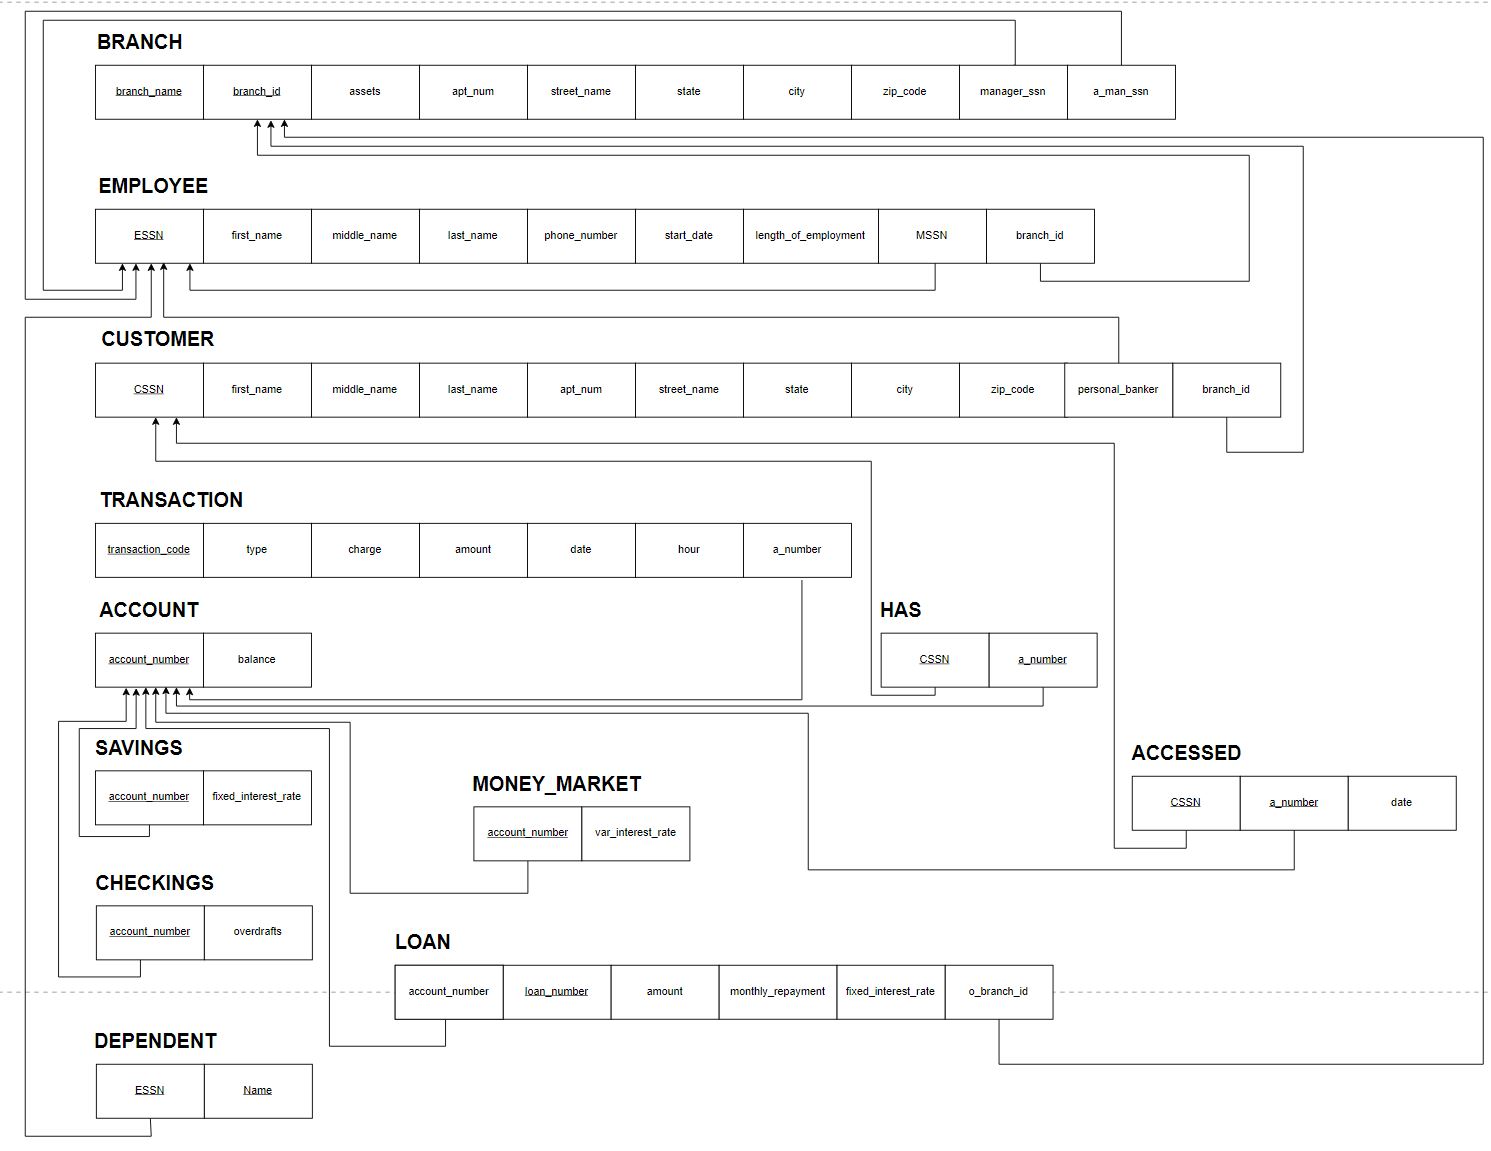 BRANCH
branch_name branch_id assets apt_num street_name state city zip_code manager_ssn a_man_ssn
EMPLOYEE
ESSN first_name middle_name last_name phone_number start_date length_of_employment MSSN branch_id
CUSTOMER
CSSN first_name middle_name last_name apt_num street_name state city zip_code personal_banker branch_id
TRANSACTION
transaction_code type charge amount date hour a_number
ACCOUNT
account_number balance
HAS
CSSN a_number
SAVINGS
account_number fixed_interest_rate
MONEY_MARKET
account_number var_interest_rate
ACCESSED
CSSN a_number date
CHECKINGS
account_number overdrafts
LOAN
account_number loan_number amount monthly_repayment fixed_interest_rate o_branch_id
DEPENDENT
ESSN Name